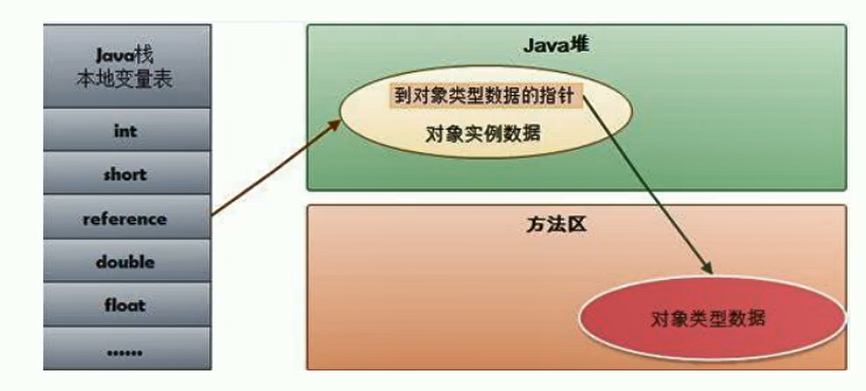 Java栈
本地变量表
int
short
reference
double
float
......
Java堆
到对象类型数据的指针
对象实例数据
方法区
对象类型数据